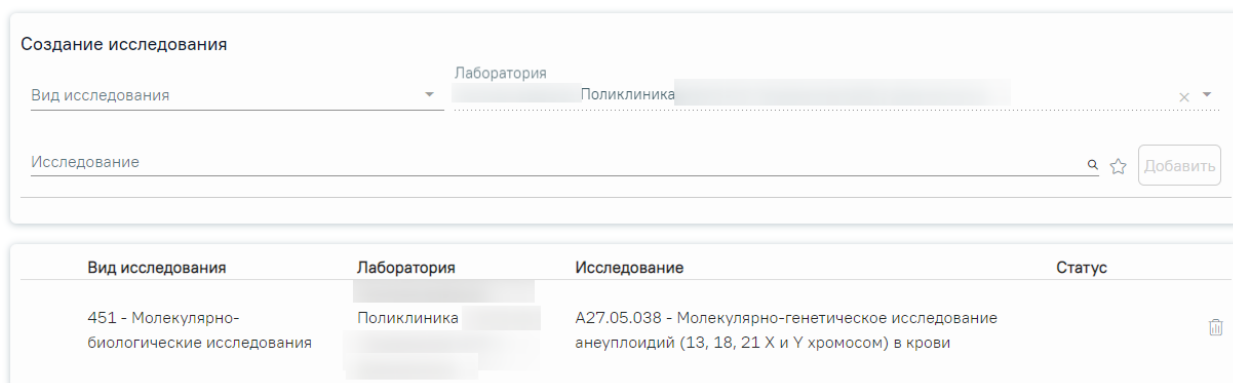 Создание исследования
Лаборатория
Вид исследования
Поликлиника
Исследование
Добавить
Вид исследования Лаборатория Исследование Статус
451 - Молекулярно- Поликлиника A27.05.038 - Молекулярно-генетическое исследование
биологические исследования анеуплоидий (13, 18, 21 X и Y хромосом) в крови